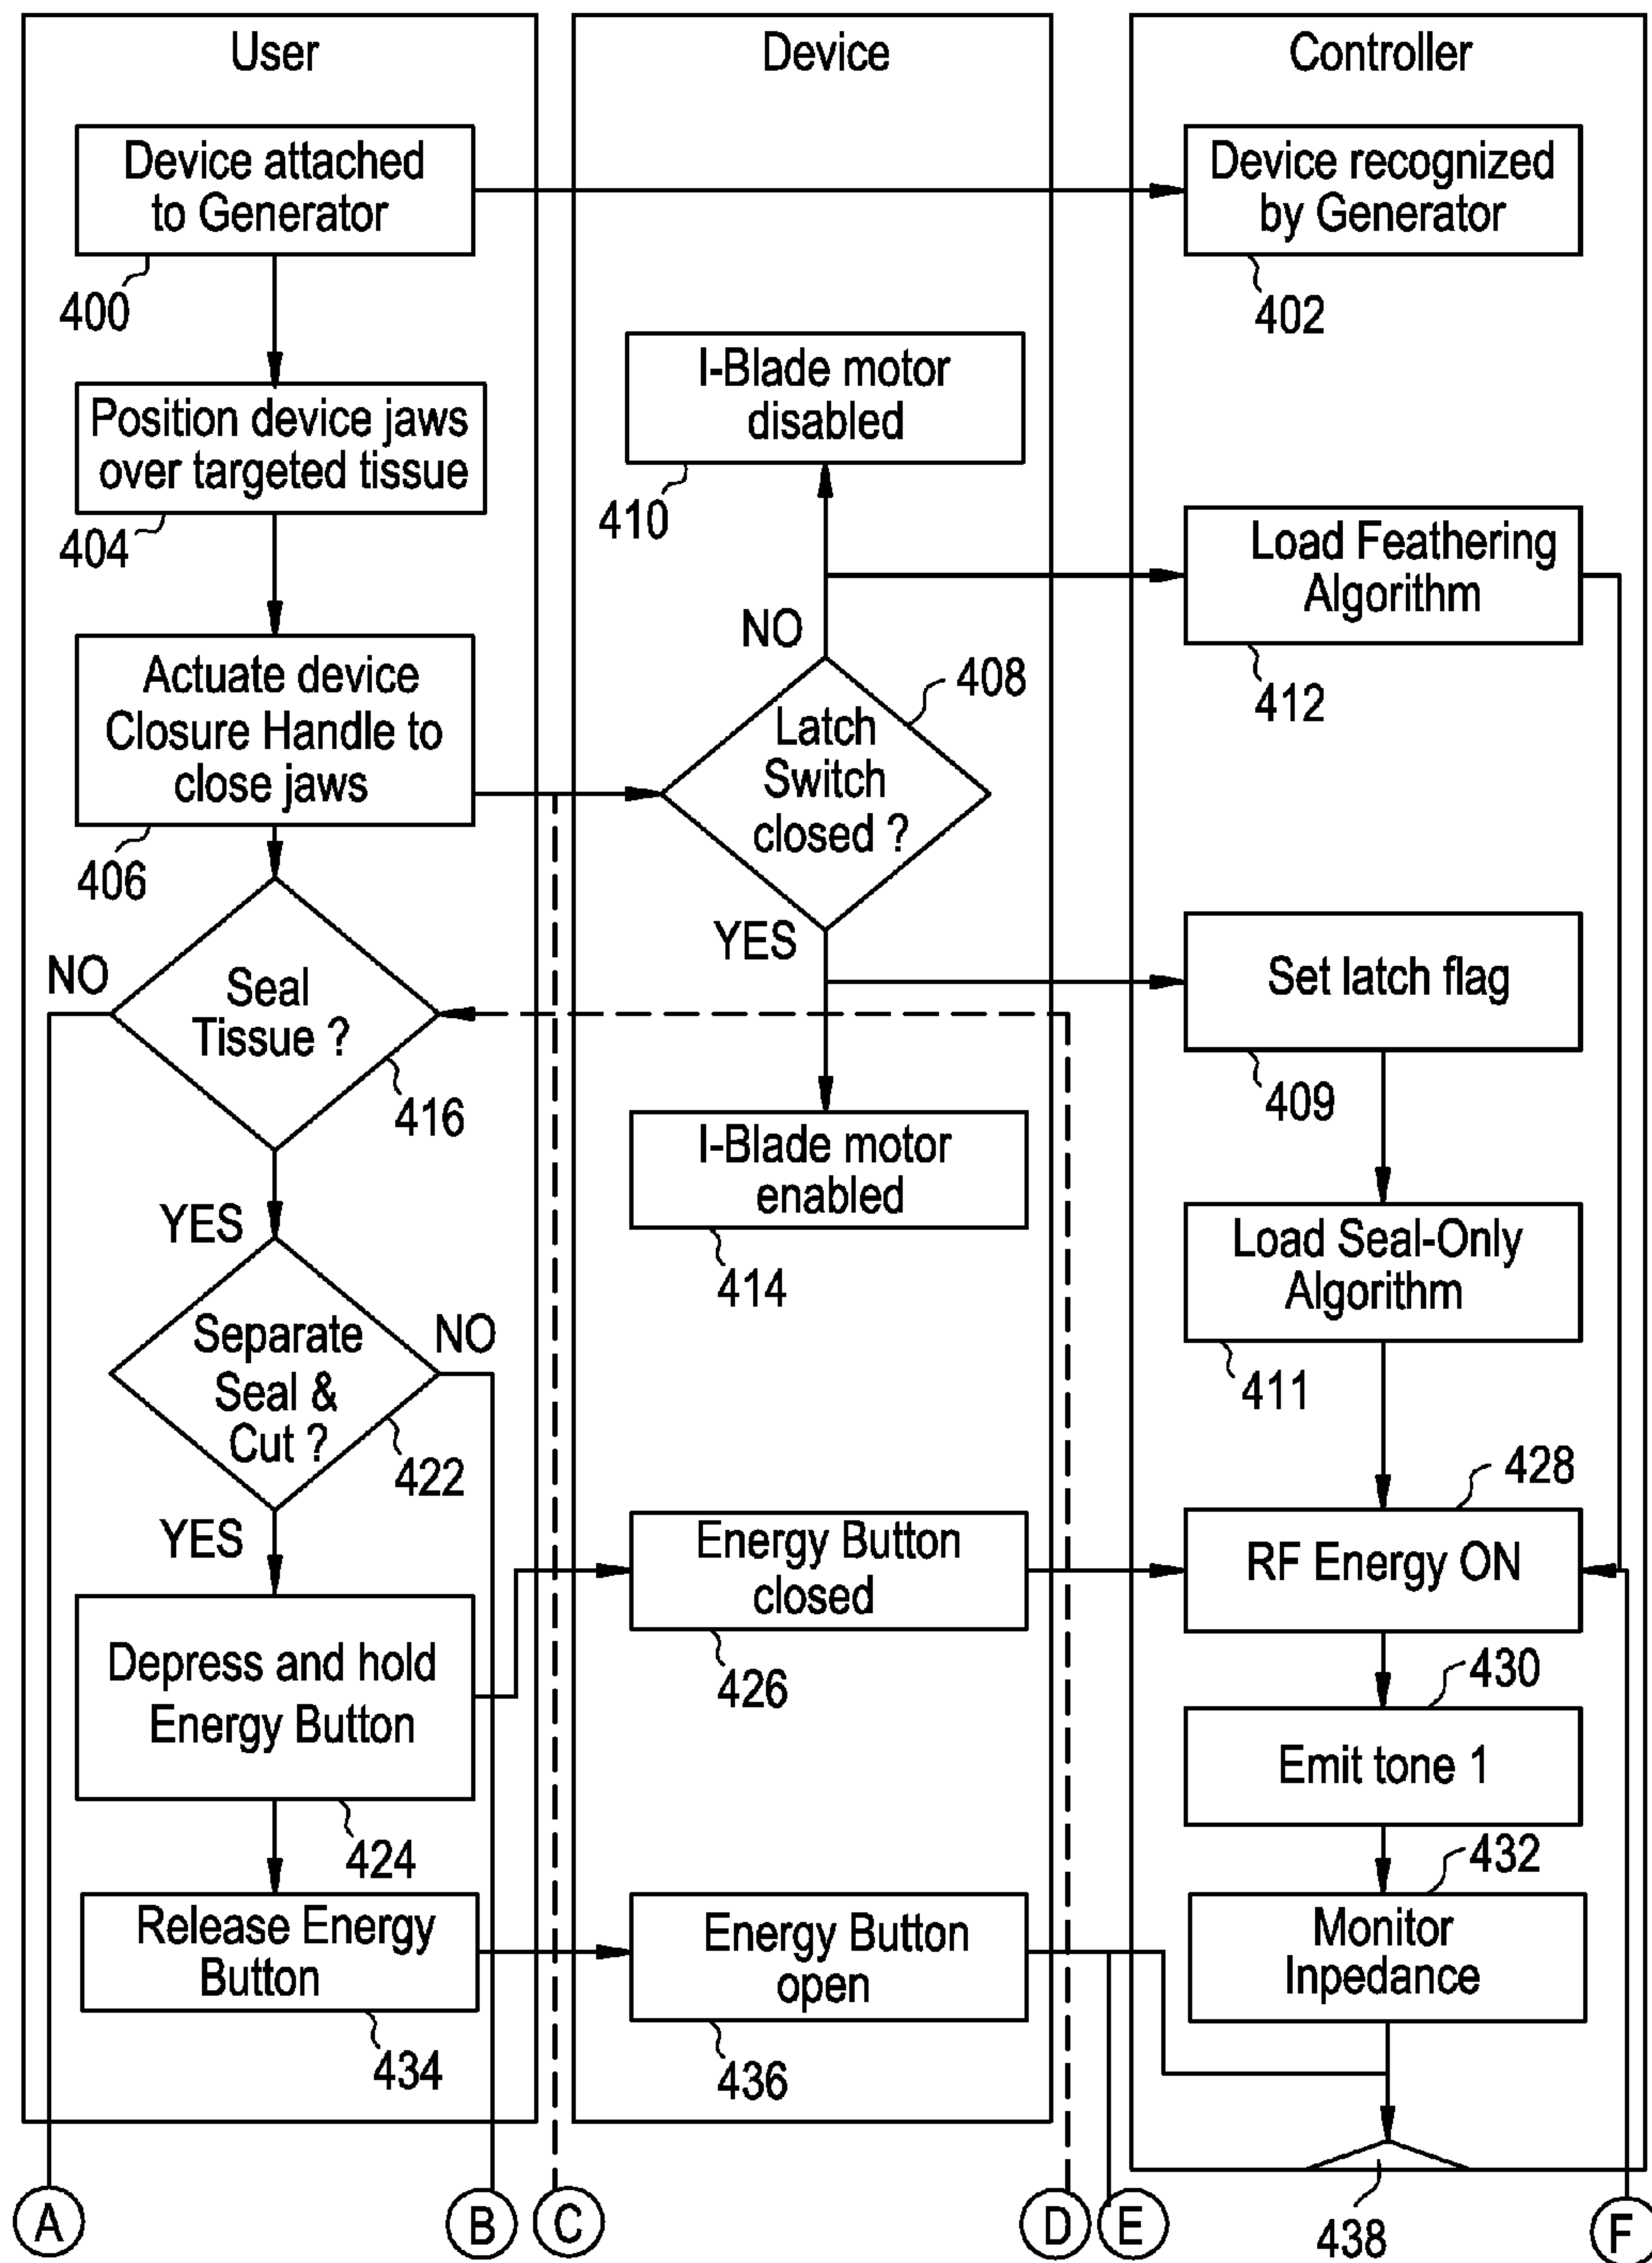 User
Device attached
to Generator
400
Position device jaws
over targeted tissue
404
Actuate device
Closure Handle to
close jaws
406
NO
Seal
Tissue ?
416
YES
Separate
Seal &
Cut ?
NO
422
YES
Depress and hold
Energy Button
424
Release Energy
Button
434
Device
I-Blade motor
disabled
410
NO
408
Latch
Switch
closed ?
YES
I-Blade motor
enabled
414
Energy Button
closed
426
Energy Button
open
436
Controller
Device recognized
by Generator
402
Load Feathering
Algorithm
412
Set latch flag
409
Load Seal-Only
Algorithm
411
428
RF Energy ON
430
Emit tone 1
432
Monitor
Inpedance
438
A
B
C
D
E
F